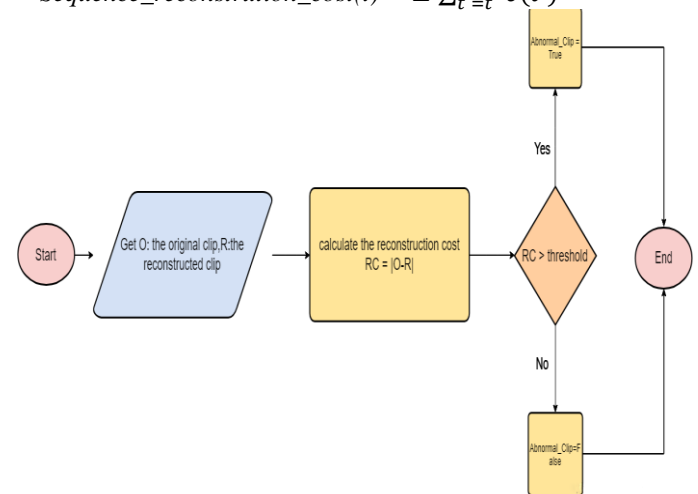 Abnormal_Clip =
True
Yes
Start
Get O: the original clip,R:the
reconstructed clip
calculate the reconstruction cost
RC = |O-R|
RC > threshold
End
No
Abnormal_Clip=F
alse